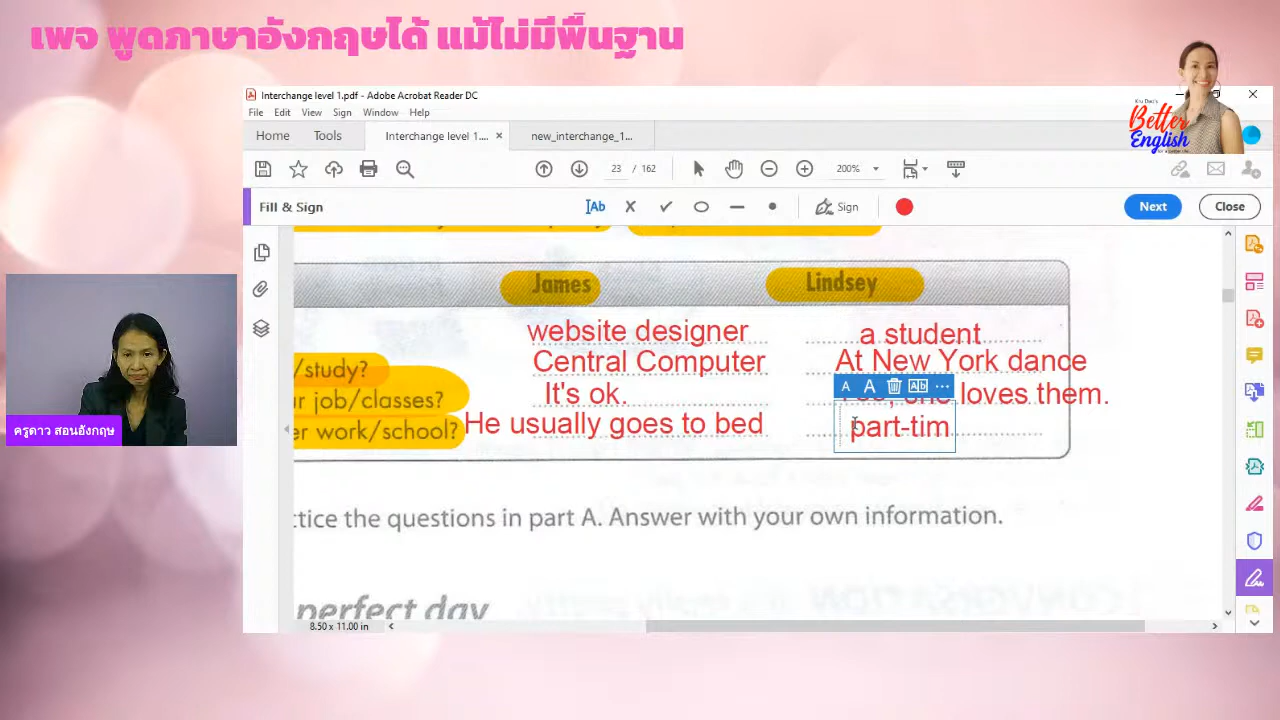 เพจ พูดภาษาอังกฤษได้ แม้ไม่มีพื้นฐาน
Interchange level 1.pdf - Adobe Acrobat Reader DC
File Edit View Sign Window Help
Home Tools Interchange level 1.... × new_interchange_1...
23 / 162 200%
Fill & Sign Ab Sign Next Close
Better
English
James Lindsey
website designer a student
/study? Central Computer At New York dance
r job/classes? It's ok. she loves them.
er work/school? He usually goes to bed part-tim
ctice the questions in part A. Answer with your own information.
perfect day
8.50 x 11.00 in
ครูดาว สอนอังกฤษ